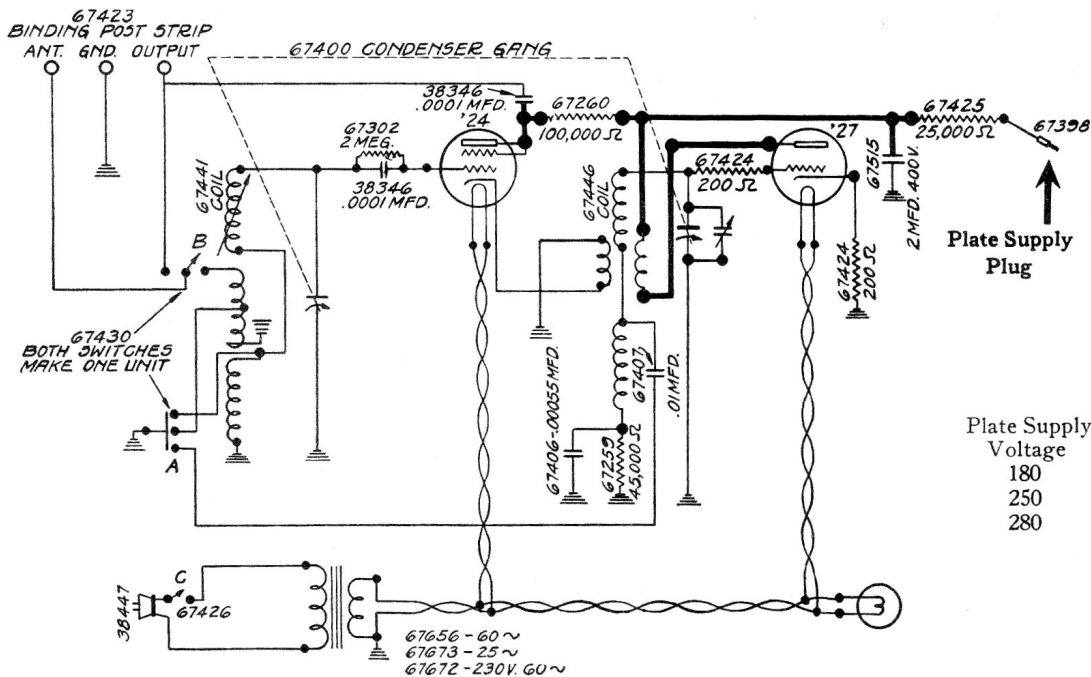 67423
BINDING POST STRIP
ANT. GND. OUTPUT
67400 CONDENSER GANG
38346
.0001 MFD.
'24
67260
100,000 Ω
67425
25,000 Ω
67398
'27
67302
2 MEG.
38346
.0001 MFD.
67441
COIL
67446
COIL
67424
200 Ω
67515
2 MFD. 400V.
Plate Supply
Plug
67424
200 Ω
B
67430
BOTH SWITCHES
MAKE ONE UNIT
A
67406-.00055 MFD.
67259
45,000 Ω
67407
.01 MFD.
Plate Supply
Voltage
180
250
280
38447
C
67426
67656 - 60 ~
67673 - 25 ~
67672 - 230V. 60 ~